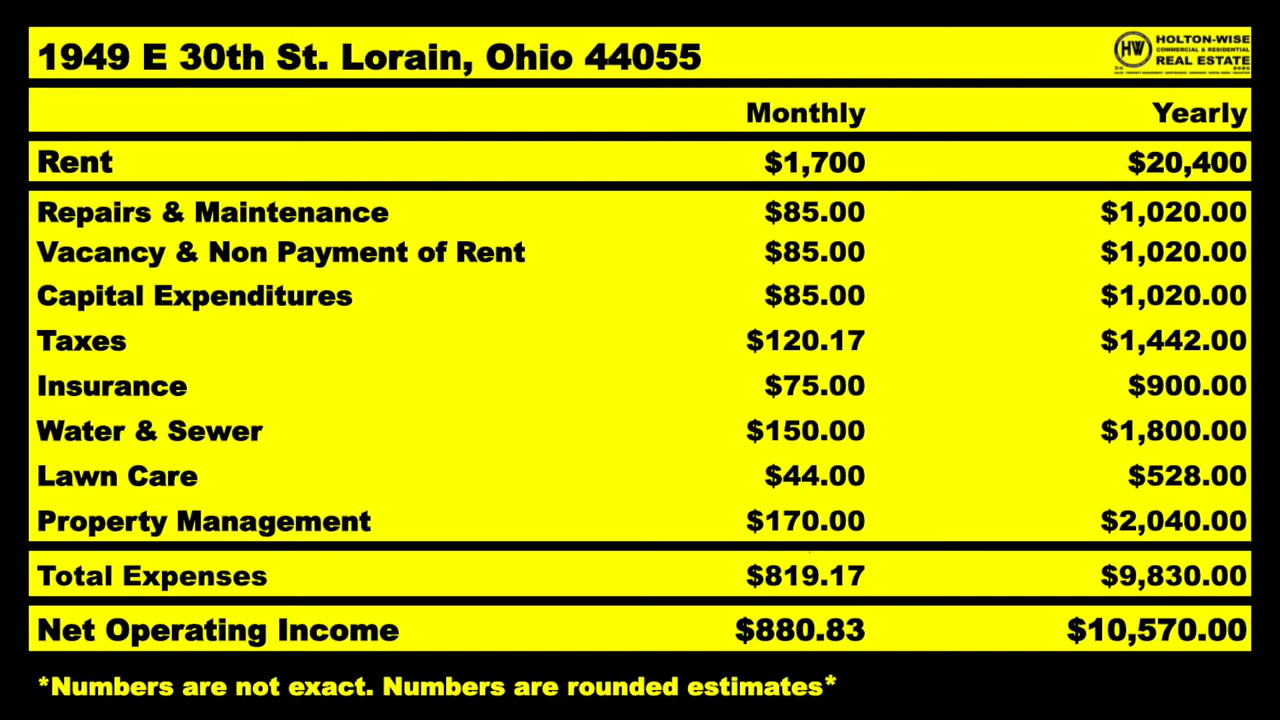 1949 E 30th St. Lorain, Ohio 44055
HW
HOLTON-WISE
COMMERCIAL & RESIDENTIAL
REAL ESTATE
Monthly Yearly
Rent $1,700 $20,400
Repairs & Maintenance $85.00 $1,020.00
Vacancy & Non Payment of Rent $85.00 $1,020.00
Capital Expenditures $85.00 $1,020.00
Taxes $120.17 $1,442.00
Insurance $75.00 $900.00
Water & Sewer $150.00 $1,800.00
Lawn Care $44.00 $528.00
Property Management $170.00 $2,040.00
Total Expenses $819.17 $9,830.00
Net Operating Income $880.83 $10,570.00
*Numbers are not exact. Numbers are rounded estimates*